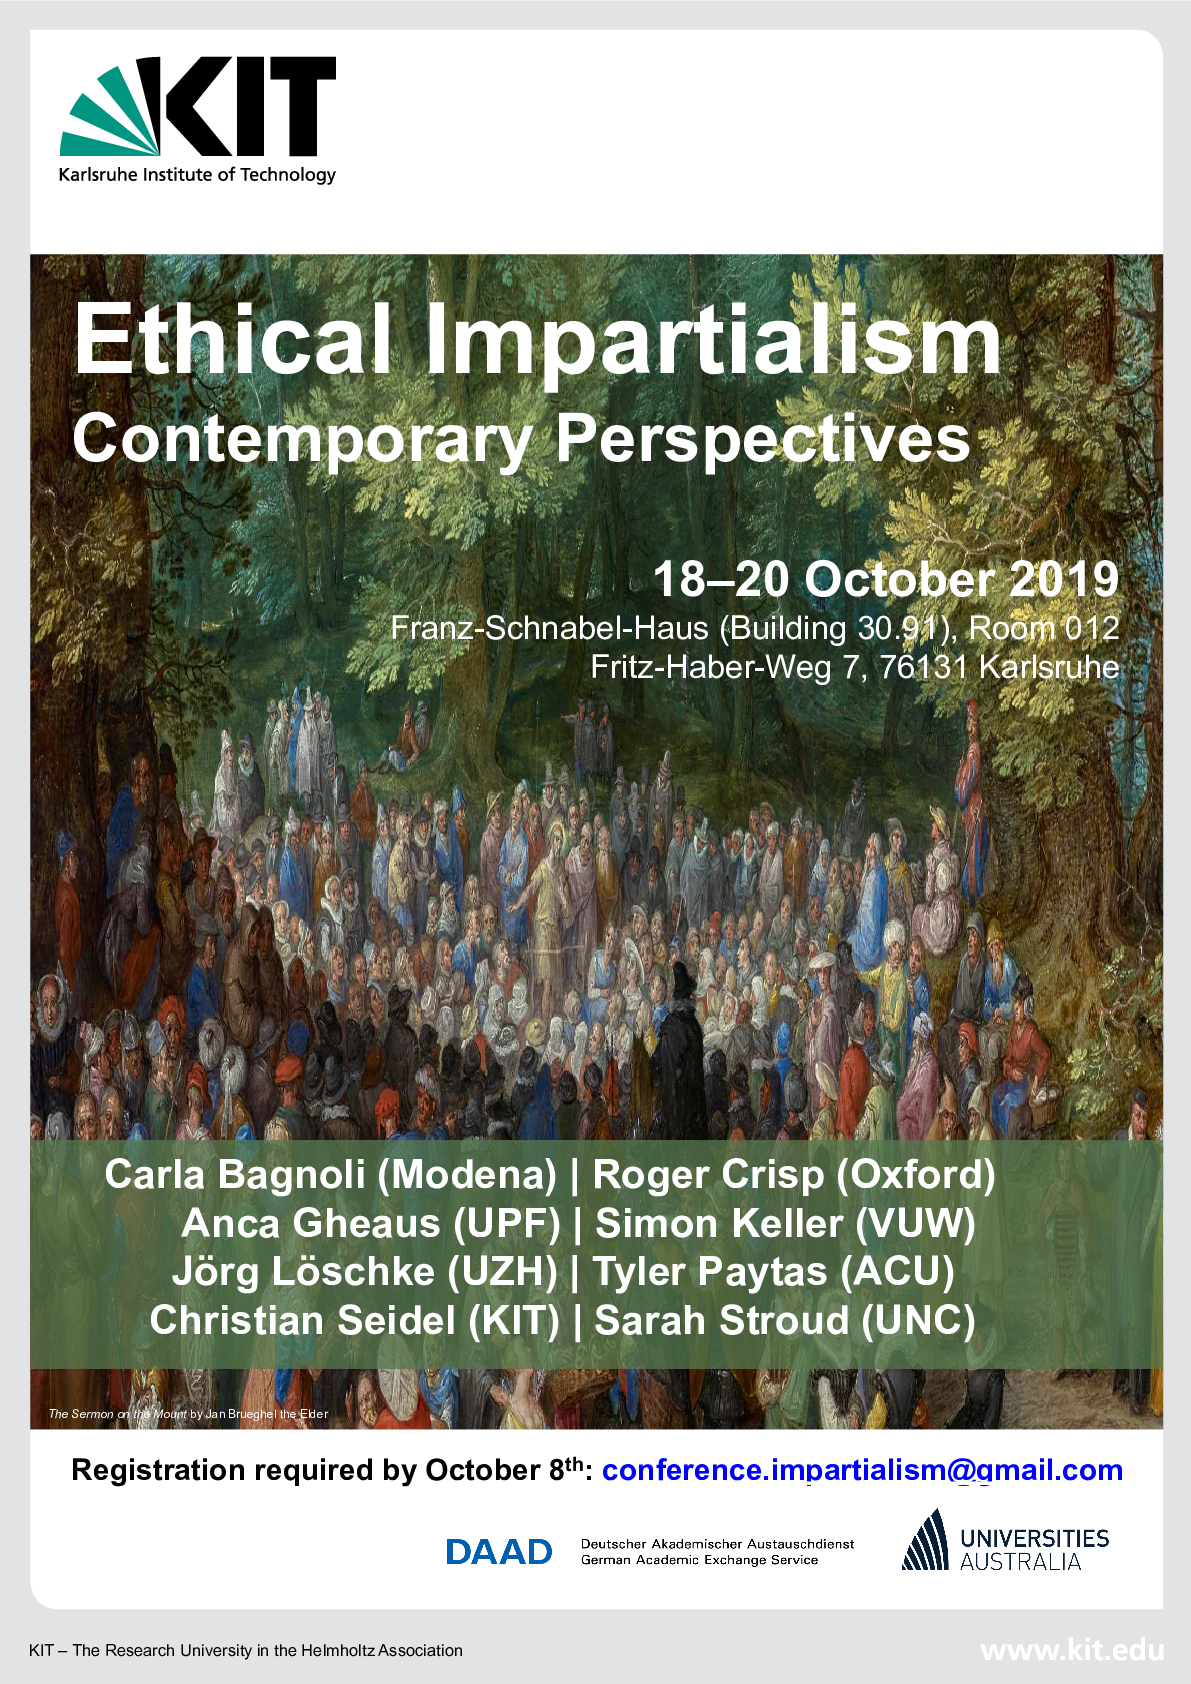 KIT
Karlsruhe Institute of Technology
Ethical Impartialism
Contemporary Perspectives
18–20 October 2019
Franz-Schnabel-Haus (Building 30.91), Room 012
Fritz-Haber-Weg 7, 76131 Karlsruhe
Carla Bagnoli (Modena) | Roger Crisp (Oxford)
Anca Gheaus (UPF) | Simon Keller (VUW)
Jörg Löschke (UZH) | Tyler Paytas (ACU)
Christian Seidel (KIT) | Sarah Stroud (UNC)
The Sermon on the Mount by Jan Brueghel the Elder
Registration required by October 8th: conference.impartialism@gmail.com
DAAD
Deutscher Akademischer Austauschdienst
German Academic Exchange Service
UNIVERSITIES
AUSTRALIA
KIT – The Research University in the Helmholtz Association
www.kit.edu